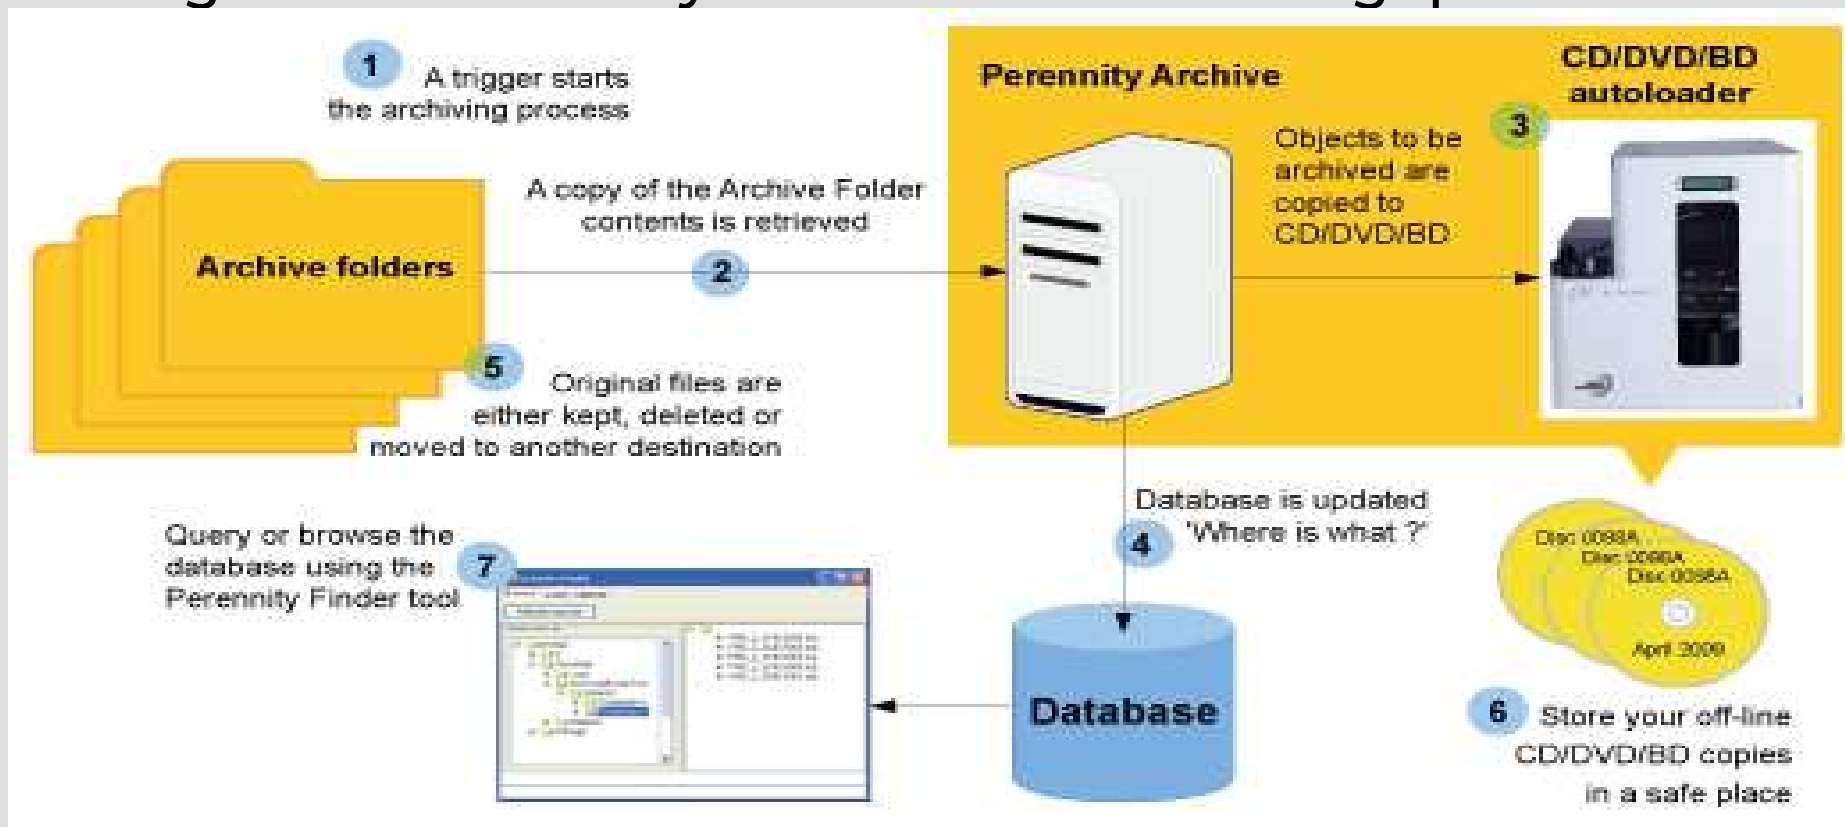 1
A trigger starts
the archiving process
Perennity Archive
CD/DVD/BD
autoloader
3
Objects to be
archived are
copied to
CD/DVD/BD
A copy of the Archive Folder
contents is retrieved
2
Archive folders
5
Original files are
either kept, deleted or
moved to another destination
Database is updated
'Where is what ?'
4
Query or browse the
database using the
Perennity Finder tool
7
Database
Disc
Disc
Disc
April 2009
6
Store your off-line
CD/DVD/BD copies
in a safe place